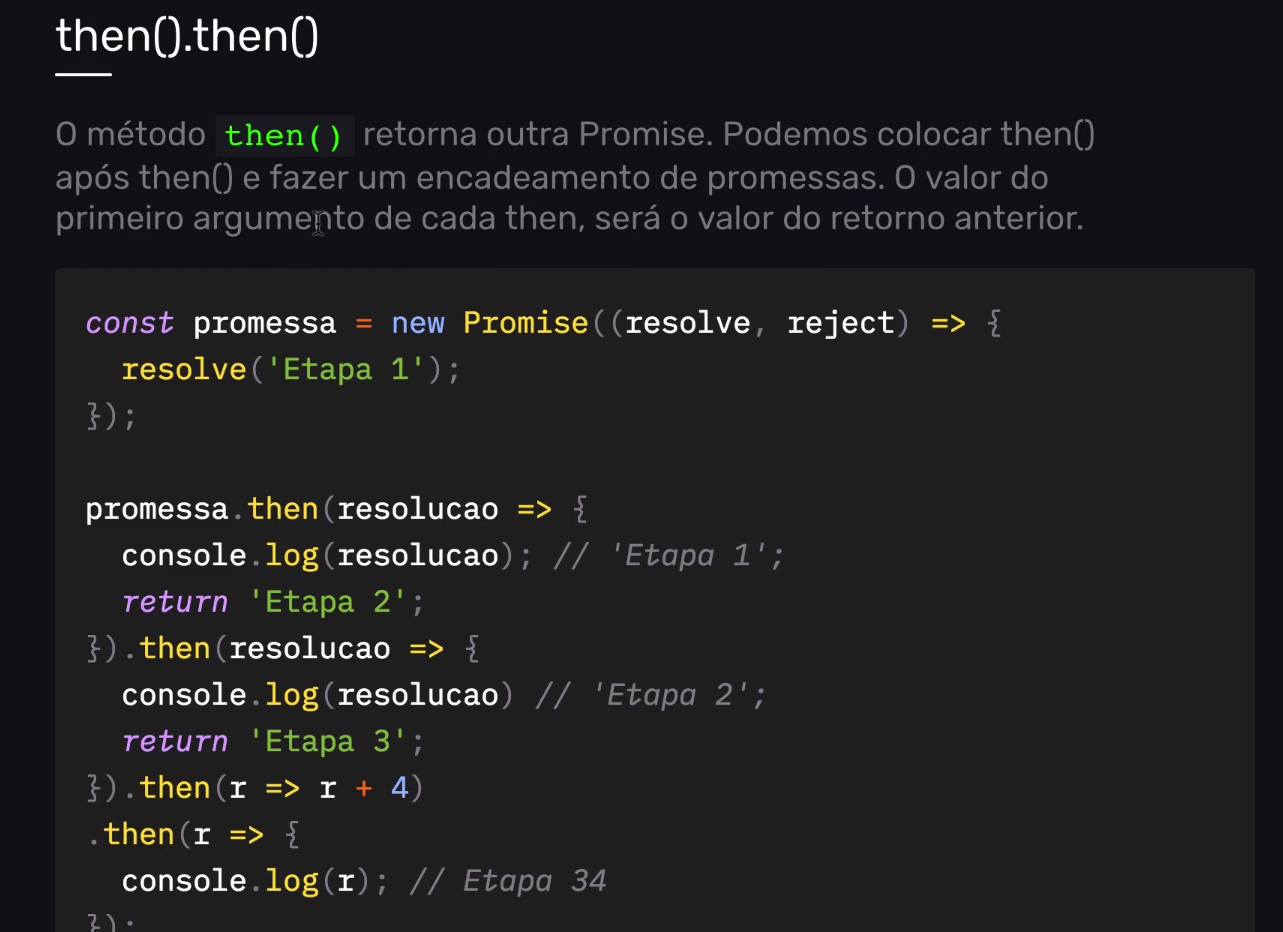 then().then()
O método then() retorna outra Promise. Podemos colocar then()
após then() e fazer um encadeamento de promessas. O valor do
primeiro argumento de cada then, será o valor do retorno anterior.
const promessa = new Promise((resolve, reject) => {
  resolve('Etapa 1');
});
promessa.then(resolucao => {
  console.log(resolucao); // 'Etapa 1';
  return 'Etapa 2';
}).then(resolucao => {
  console.log(resolucao) // 'Etapa 2';
  return 'Etapa 3';
}).then(r => r + 4)
.then(r => {
  console.log(r); // Etapa 34
});